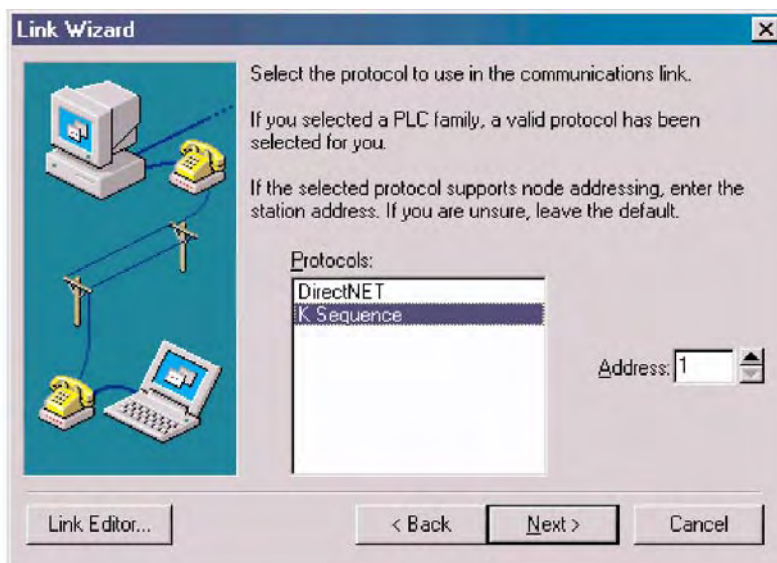 Link Wizard
Select the protocol to use in the communications link.
If you selected a PLC family, a valid protocol has been
selected for you.
If the selected protocol supports node addressing, enter the
station address. If you are unsure, leave the default.
Protocols:
DirectNET
K Sequence
Address: 1
Link Editor...
< Back
Next >
Cancel